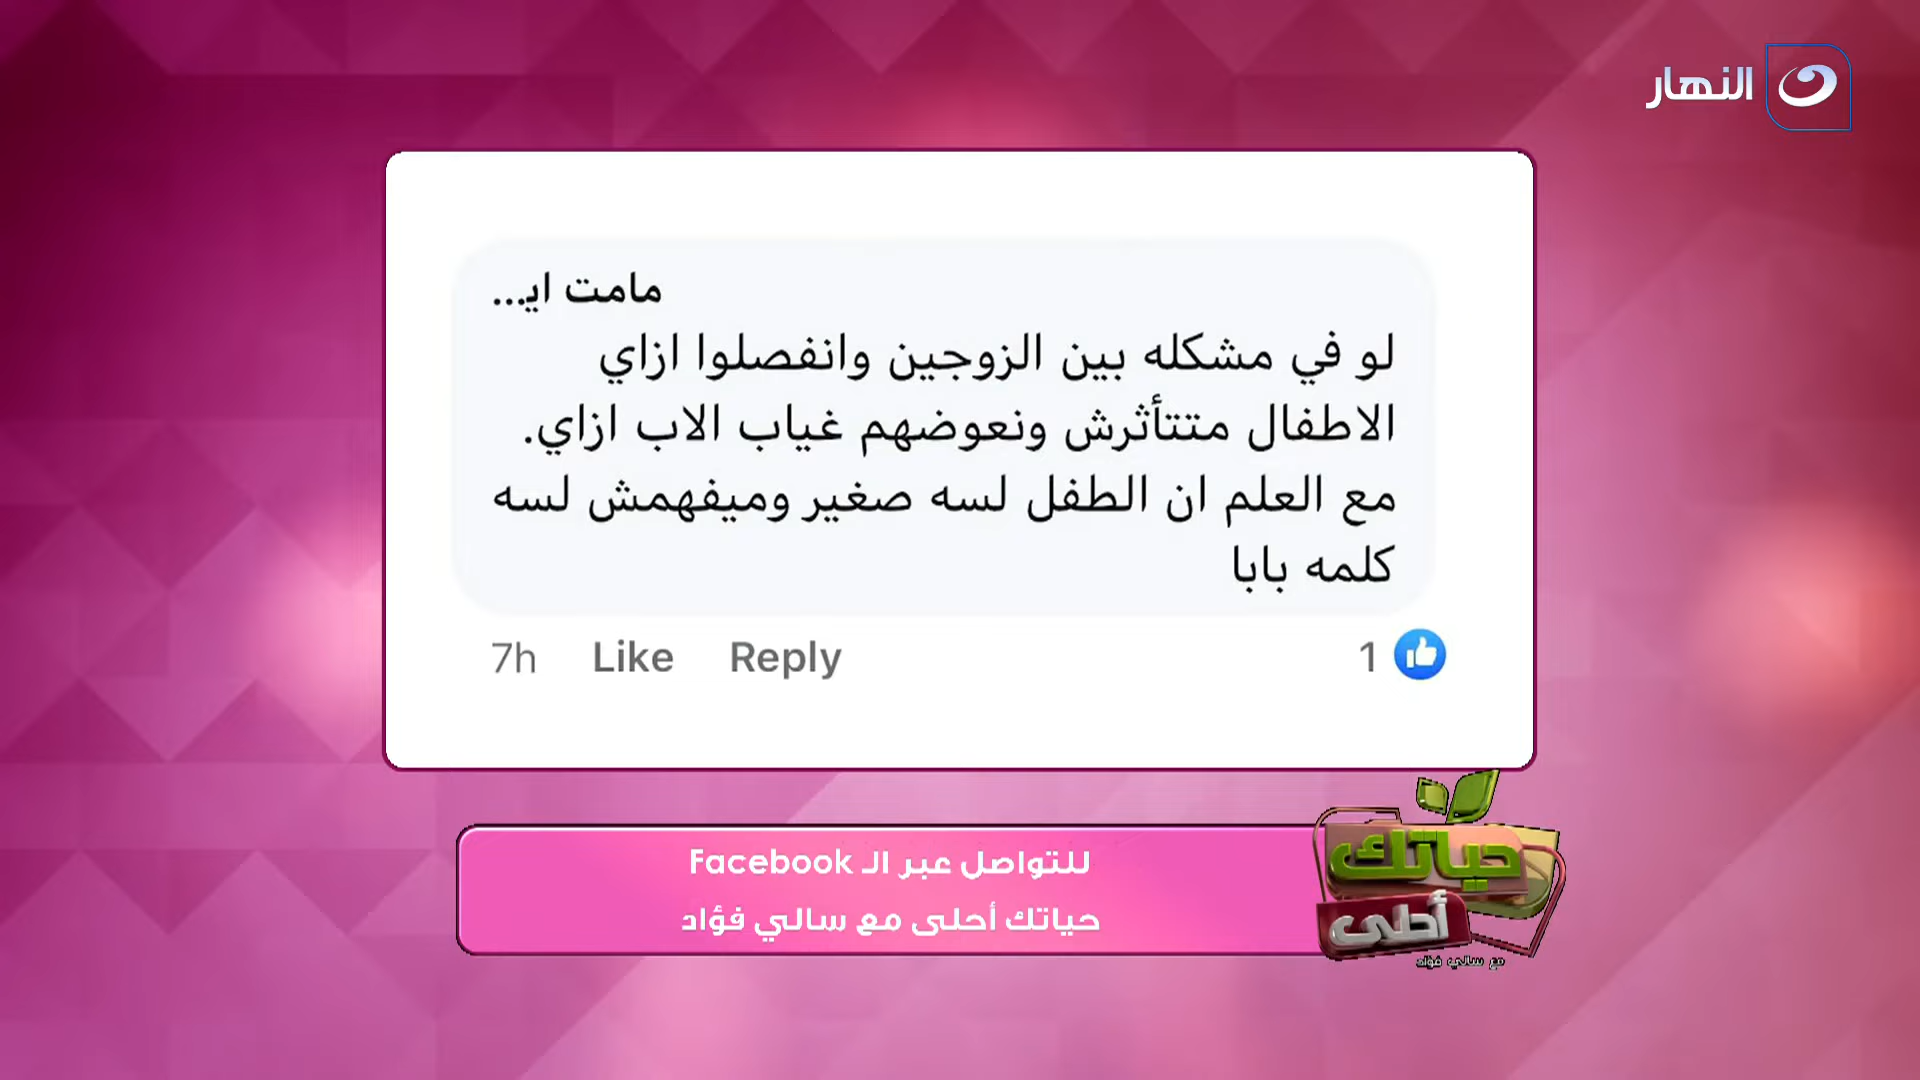 النهار
مامت اي...
لو في مشكله بين الزوجين وانفصلوا ازاي
الاطفال متتأثرش ونعوضهم غياب الاب ازاي.
مع العلم ان الطفل لسه صغير وميفهمش لسه
كلمه بابا
7h Like Reply 1
للتواصل عبر الـ Facebook
حياتك أحلى مع سالي فؤاد
حياتك
أحلى
مع سالي فؤاد